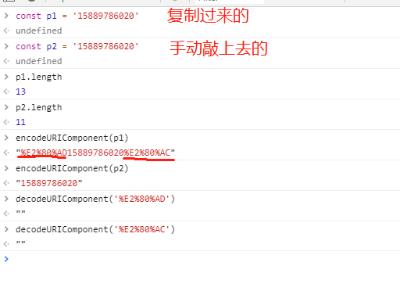 > const p1 = '15889786020' 复制过来的
<· undefined
> const p2 = '15889786020' 手动敲上去的
<· undefined
> p1.length
<· 13
> p2.length
<· 11
> encodeURIComponent(p1)
<· "%E2%80%AD15889786020%E2%80%AC"
> encodeURIComponent(p2)
<· "15889786020"
> decodeURIComponent('%E2%80%AD')
<· ""
> decodeURIComponent('%E2%80%AC')
<· ""
>